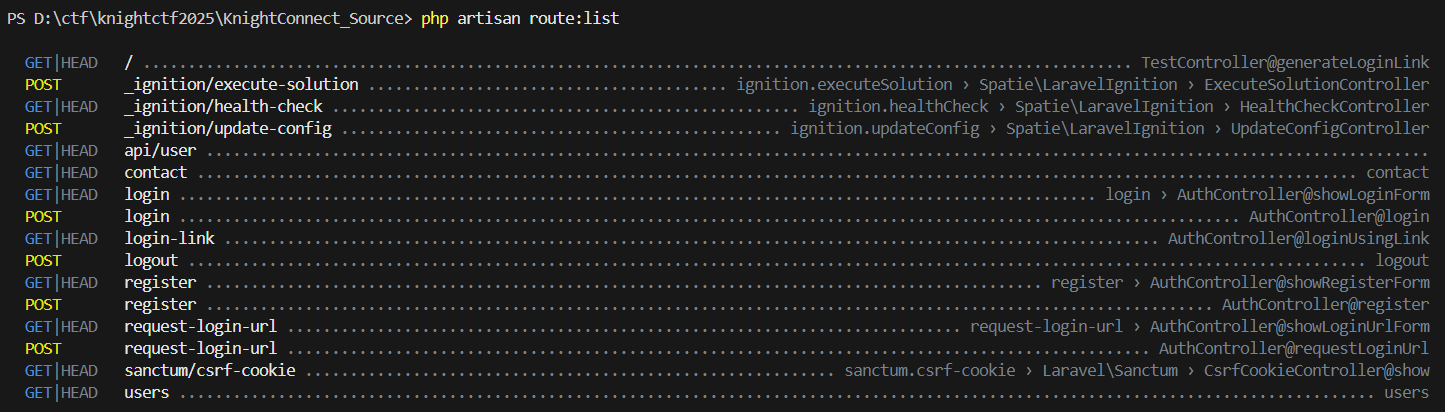 PS D:\ctf\knightctf2025\KnightConnect_Source> php artisan route:list
GET|HEAD / ........................................................................................................ TestController@generateLoginLink
POST _ignition/execute-solution ........................................ ignition.executeSolution › Spatie\LaravelIgnition › ExecuteSolutionController
GET|HEAD _ignition/health-check .................................................... ignition.healthCheck › Spatie\LaravelIgnition › HealthCheckController
POST _ignition/update-config ................................................. ignition.updateConfig › Spatie\LaravelIgnition › UpdateConfigController
GET|HEAD api/user ........................................................................................................................................
GET|HEAD contact ................................................................................................................................. contact
GET|HEAD login ...................................................................................................... login › AuthController@showLoginForm
POST login ...................................................................................................................... AuthController@login
GET|HEAD login-link ........................................................................................................ AuthController@loginUsingLink
POST logout .................................................................................................................................... logout
GET|HEAD register ............................................................................................. register › AuthController@showRegisterForm
POST register ................................................................................................................ AuthController@register
GET|HEAD request-login-url ............................................................................ request-login-url › AuthController@showLoginUrlForm
POST request-login-url ................................................................................................. AuthController@requestLoginUrl
GET|HEAD sanctum/csrf-cookie ............................................................ sanctum.csrf-cookie › Laravel\Sanctum › CsrfCookieController@show
GET|HEAD users ..................................................................................................................................... users